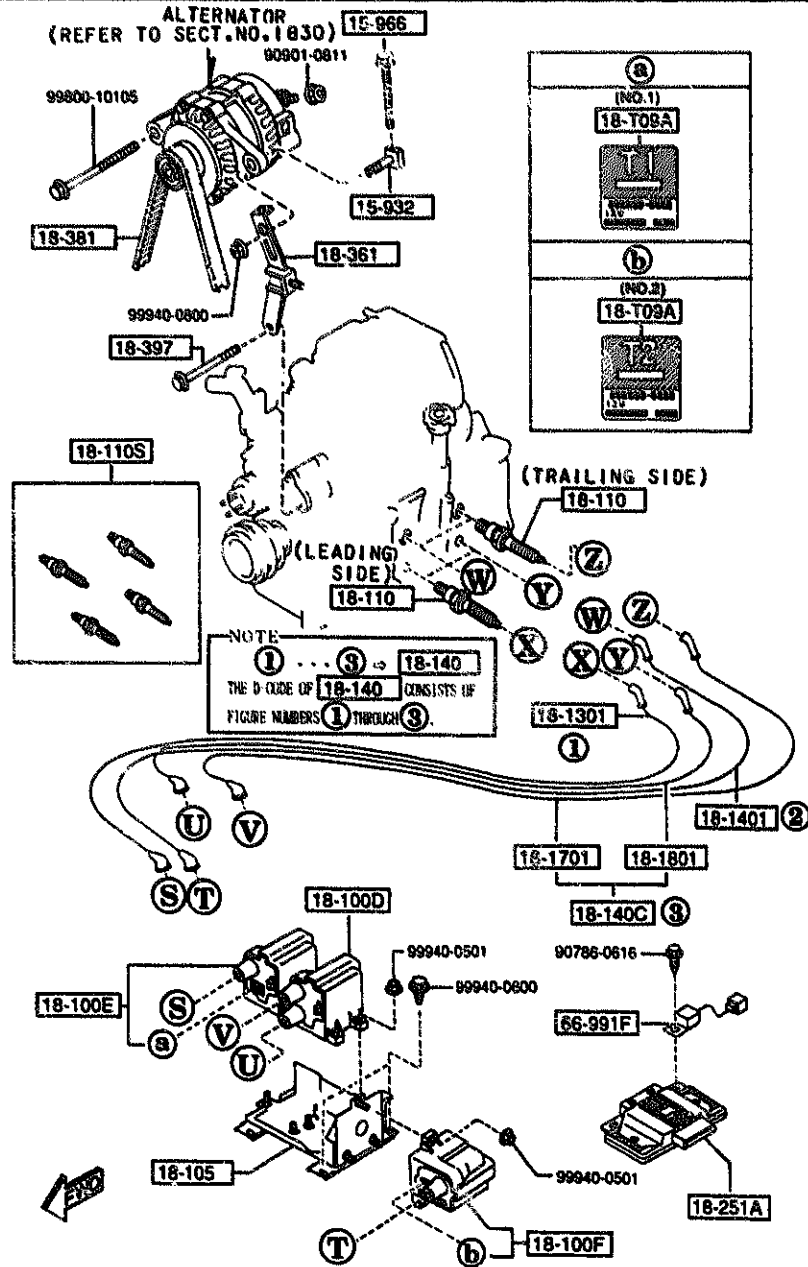 ALTERNATOR
(REFER TO SECT.NO.1830)
15-966
90901-0811
99800-10105
15-932
18-381
18-361
99940-0800
18-397
ⓐ
(NO.1)
18-T09A
T1
12V
ⓑ
(NO.2)
18-T09A
T2
12V
18-110S
(TRAILING SIDE)
18-110
Z
(LEADING
SIDE)
W
Y
18-110
X
NOTE
① · · · ③ ⇒ 18-140
THE D-CODE OF 18-140 CONSISTS OF
FIGURE NUMBERS ① THROUGH ③.
W Z
X Y
18-1301
①
18-1401 ②
U V
S T
18-1701 18-1801
18-140C ③
18-100D
99940-0501
99940-0600
18-100E
S
V
ⓐ
U
90786-0616
66-991F
18-105
99940-0501
18-251A
FWD
T
ⓑ
18-100F